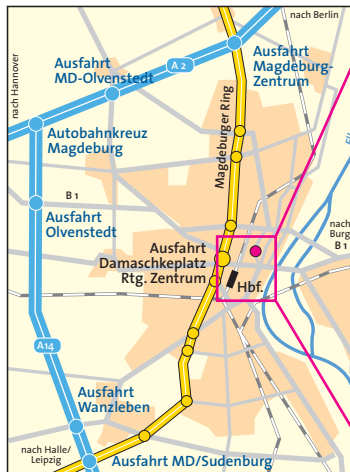 nach Berlin
nach Hannover
Ausfahrt
MD-Olvenstedt
A 2
Ausfahrt
Magdeburg-
Zentrum
Magdeburger Ring
Autobahnkreuz
Magdeburg
B 1
Ausfahrt
Olvenstedt
nach
Burg
B 1
Ausfahrt
Damaschkeplatz
Rtg. Zentrum
Hbf.
A14
Ausfahrt
Wanzleben
nach Halle/
Leipzig
Ausfahrt MD/Sudenburg